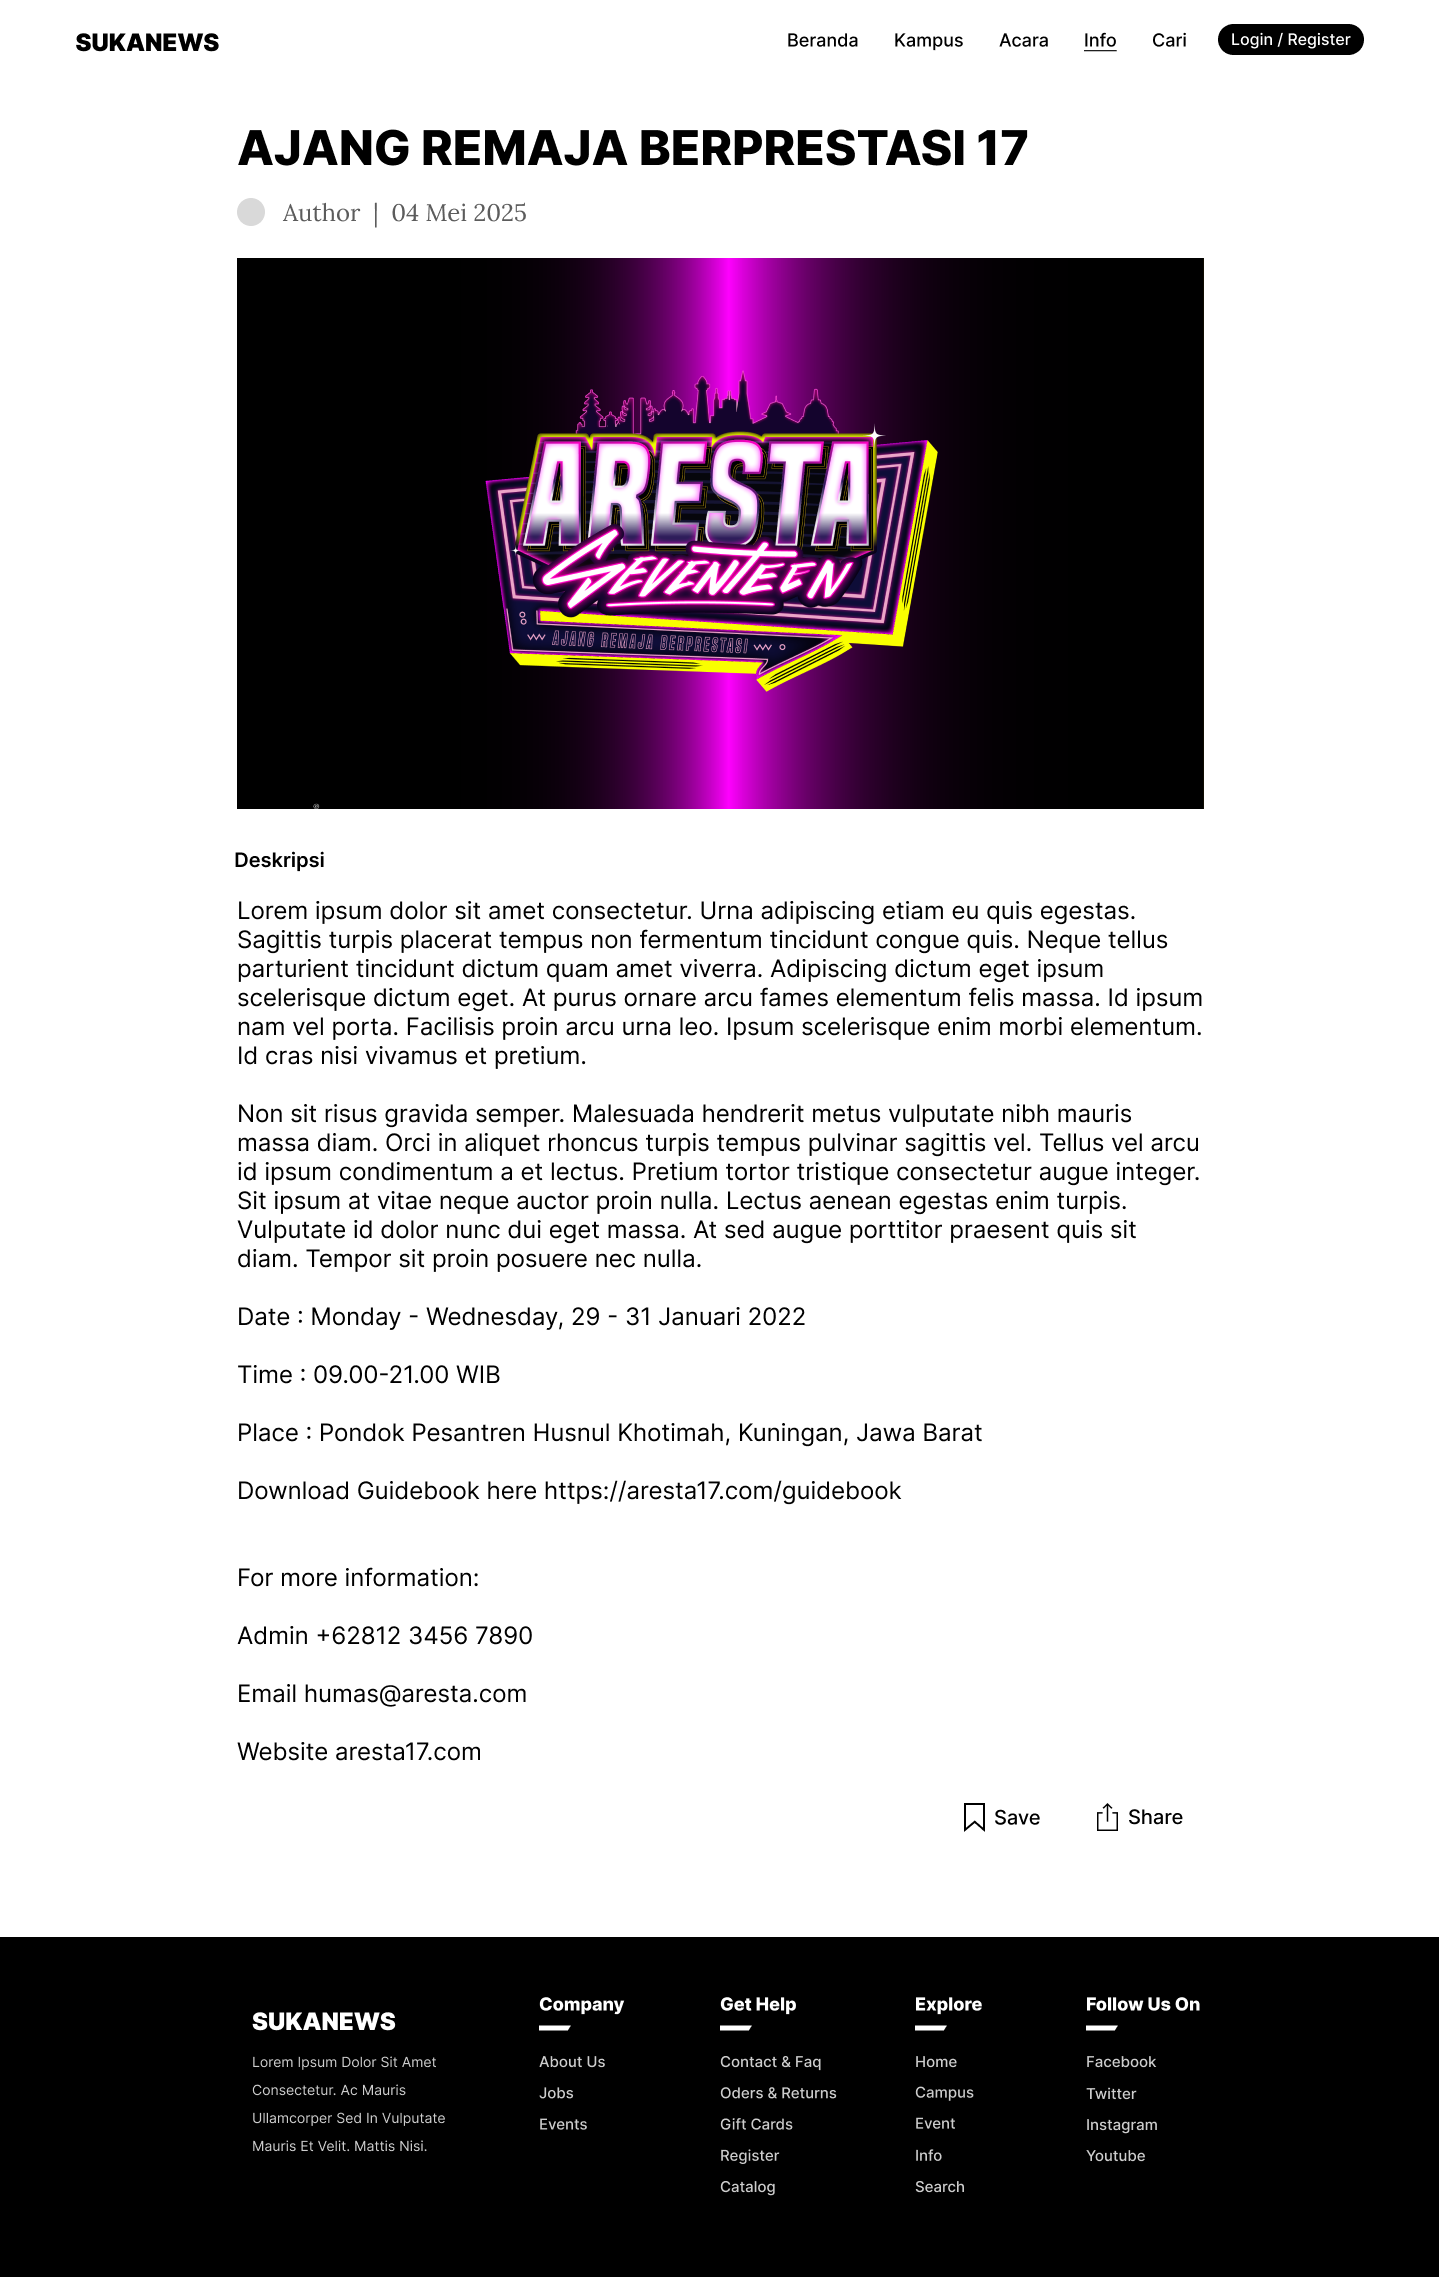 SUKANEWS
Beranda Kampus Acara Info Cari Login / Register
AJANG REMAJA BERPRESTASI 17
Author | 04 Mei 2025
ARESTA
SEVENTEEN
AJANG REMAJA BERPRESTASI
Deskripsi
Lorem ipsum dolor sit amet consectetur. Urna adipiscing etiam eu quis egestas.
Sagittis turpis placerat tempus non fermentum tincidunt congue quis. Neque tellus
parturient tincidunt dictum quam amet viverra. Adipiscing dictum eget ipsum
scelerisque dictum eget. At purus ornare arcu fames elementum felis massa. Id ipsum
nam vel porta. Facilisis proin arcu urna leo. Ipsum scelerisque enim morbi elementum.
Id cras nisi vivamus et pretium.
Non sit risus gravida semper. Malesuada hendrerit metus vulputate nibh mauris
massa diam. Orci in aliquet rhoncus turpis tempus pulvinar sagittis vel. Tellus vel arcu
id ipsum condimentum a et lectus. Pretium tortor tristique consectetur augue integer.
Sit ipsum at vitae neque auctor proin nulla. Lectus aenean egestas enim turpis.
Vulputate id dolor nunc dui eget massa. At sed augue porttitor praesent quis sit
diam. Tempor sit proin posuere nec nulla.
Date : Monday - Wednesday, 29 - 31 Januari 2022
Time : 09.00-21.00 WIB
Place : Pondok Pesantren Husnul Khotimah, Kuningan, Jawa Barat
Download Guidebook here https://aresta17.com/guidebook
For more information:
Admin +62812 3456 7890
Email humas@aresta.com
Website aresta17.com
Save Share
SUKANEWS
Lorem Ipsum Dolor Sit Amet
Consectetur. Ac Mauris
Ullamcorper Sed In Vulputate
Mauris Et Velit. Mattis Nisi.
Company
About Us
Jobs
Events
Get Help
Contact & Faq
Oders & Returns
Gift Cards
Register
Catalog
Explore
Home
Campus
Event
Info
Search
Follow Us On
Facebook
Twitter
Instagram
Youtube